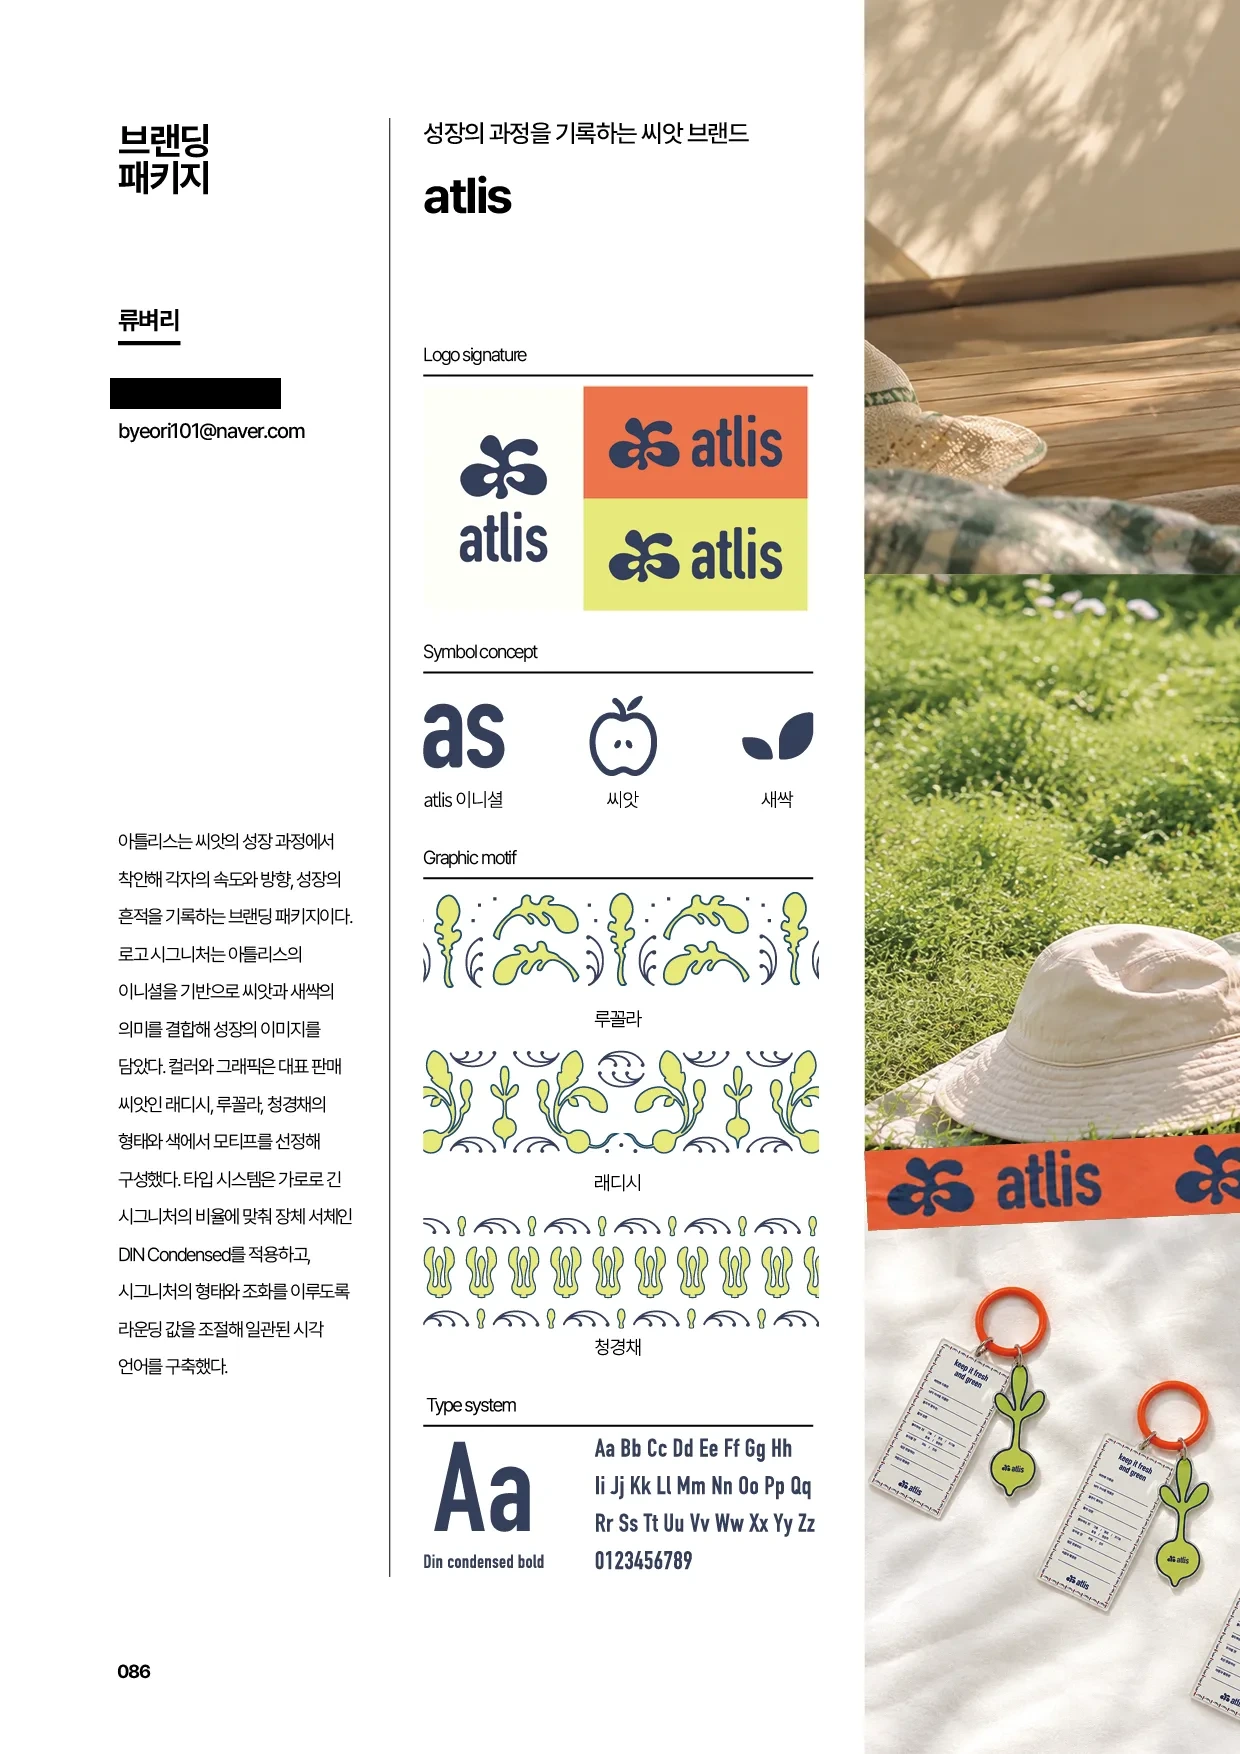 브랜딩
패키지
류벼리
byeori101@naver.com
아틀리스는 씨앗의 성장 과정에서
착안해 각자의 속도와 방향, 성장의
흔적을 기록하는 브랜딩 패키지이다.
로고 시그니처는 아틀리스의
이니셜을 기반으로 씨앗과 새싹의
의미를 결합해 성장의 이미지를
담았다. 컬러와 그래픽은 대표 판매
씨앗인 래디시, 루꼴라, 청경채의
형태와 색에서 모티프를 선정해
구성했다. 타입 시스템은 가로로 긴
시그니처의 비율에 맞춰 장체 서체인
DIN Condensed를 적용하고,
시그니처의 형태와 조화를 이루도록
라운딩 값을 조절해 일관된 시각
언어를 구축했다.
086
성장의 과정을 기록하는 씨앗 브랜드
atlis
Logo signature
atlis
atlis
atlis
Symbol concept
as
atlis 이니셜
씨앗
새싹
Graphic motif
루꼴라
래디시
청경채
Type system
Aa
Din condensed bold
Aa Bb Cc Dd Ee Ff Gg Hh
Ii Jj Kk Ll Mm Nn Oo Pp Qq
Rr Ss Tt Uu Vv Ww Xx Yy Zz
0123456789
atlis
keep it fresh
and green
atlis
atlis
keep it fresh
and green
atlis
atlis
atlis